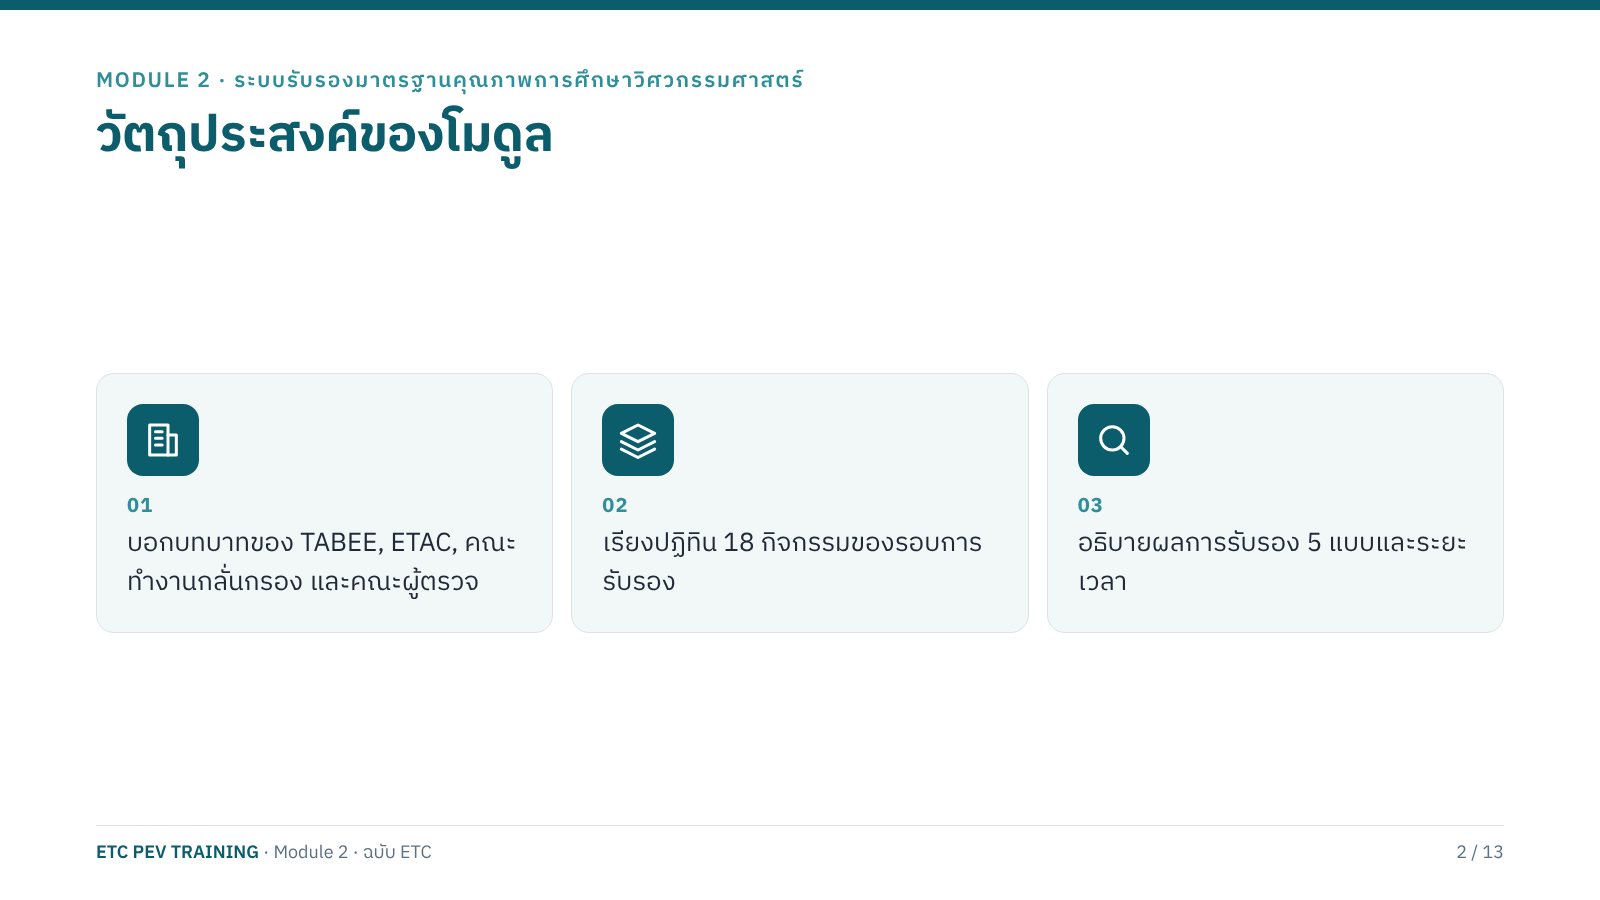 MODULE 2 · ระบบรับรองมาตรฐานคุณภาพการศึกษาวิศวกรรมศาสตร์
วัตถุประสงค์ของโมดูล
01
บอกบทบาทของ TABEE, ETAC, คณะ
ทำงานกลั่นกรอง และคณะผู้ตรวจ
02
เรียงปฏิทิน 18 กิจกรรมของรอบการ
รับรอง
03
อธิบายผลการรับรอง 5 แบบและระยะ
เวลา
ETC PEV TRAINING · Module 2 · ฉบับ ETC
2 / 13